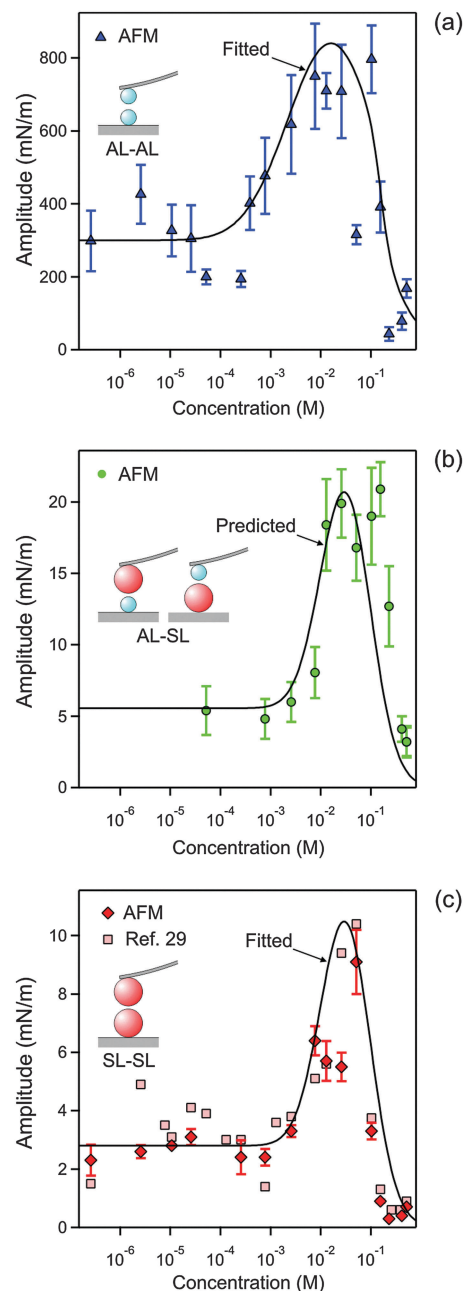 (a)
AFM
Fitted
AL-AL
800
600
400
200
0
Amplitude (mN/m)
10^-6 10^-5 10^-4 10^-3 10^-2 10^-1
Concentration (M)
(b)
AFM
Predicted
AL-SL
20
15
10
5
0
Amplitude (mN/m)
10^-6 10^-5 10^-4 10^-3 10^-2 10^-1
Concentration (M)
(c)
AFM
Ref. 29
Fitted
SL-SL
10
8
6
4
2
0
Amplitude (mN/m)
10^-6 10^-5 10^-4 10^-3 10^-2 10^-1
Concentration (M)